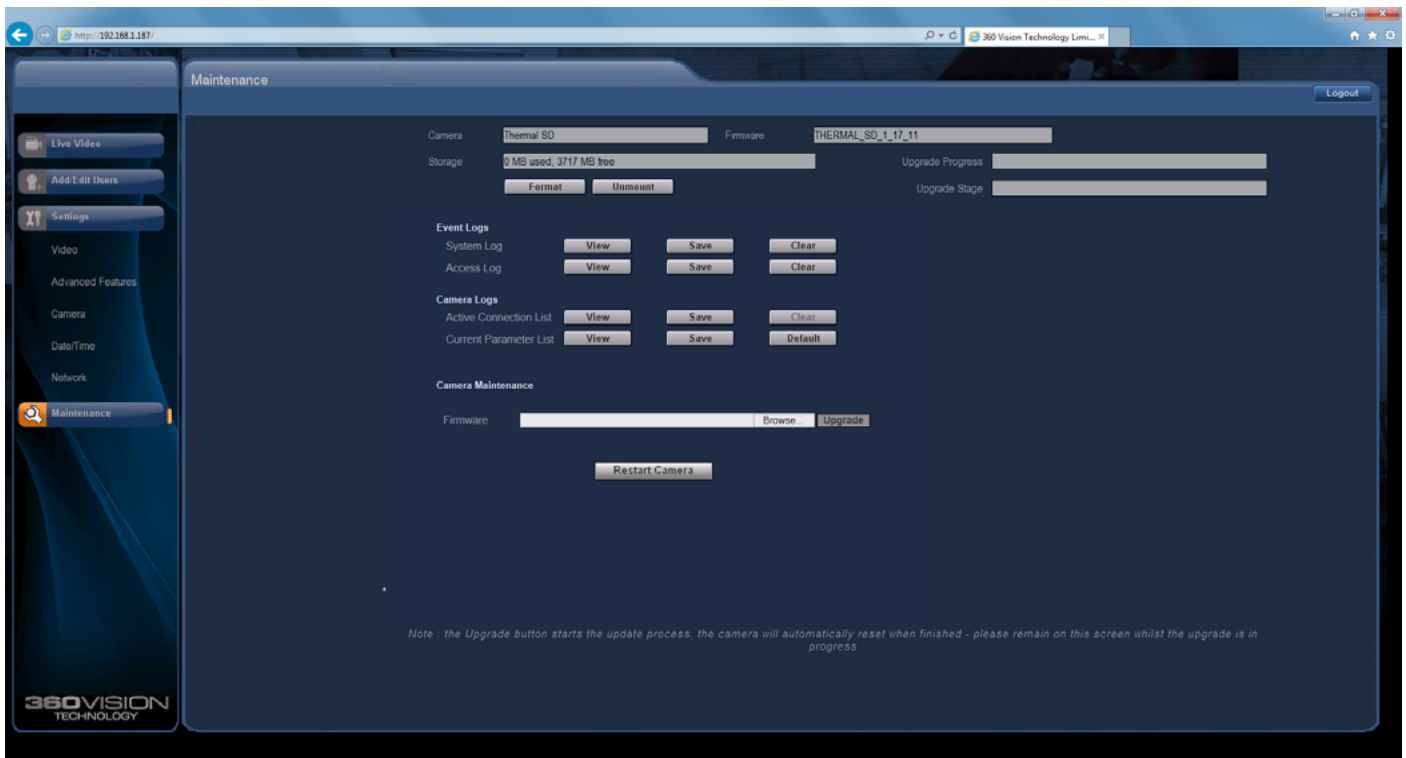 http://192.168.1.187/
360 Vision Technology Limi...
Maintenance
Logout
Live Video
Add/Edit Users
Settings
Video
Advanced Features
Camera
Date/Time
Network
Maintenance
Camera Thermal SD Firmware THERMAL_SD_1_17_11
Storage 0 MB used, 3717 MB free Upgrade Progress
Format Unmount Upgrade Stage
Event Logs
System Log View Save Clear
Access Log View Save Clear
Camera Logs
Active Connection List View Save Clear
Current Parameter List View Save Default
Camera Maintenance
Firmware Browse... Upgrade
Restart Camera
Note : the Upgrade button starts the update process, the camera will automatically reset when finished - please remain on this screen whilst the upgrade is in
progress
360VISION
TECHNOLOGY